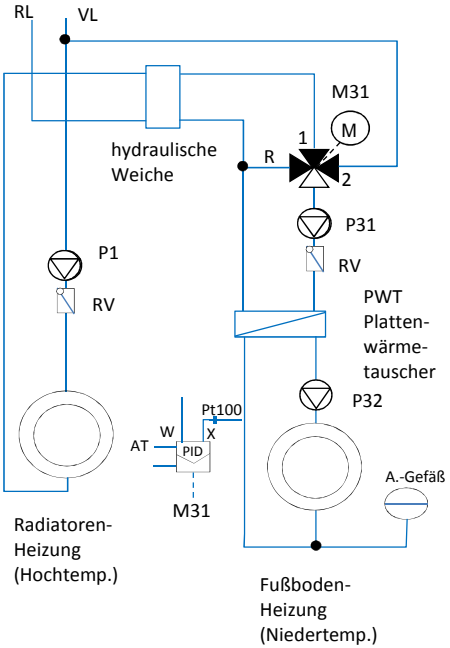 RL
VL
M31
M
hydraulische
Weiche
1
R
2
P31
P1
RV
RV
PWT
Platten-
wärme-
tauscher
P32
Pt100
W
X
AT
PID
M31
A.-Gefäß
Radiatoren-
Heizung
(Hochtemp.)
Fußboden-
Heizung
(Niedertemp.)